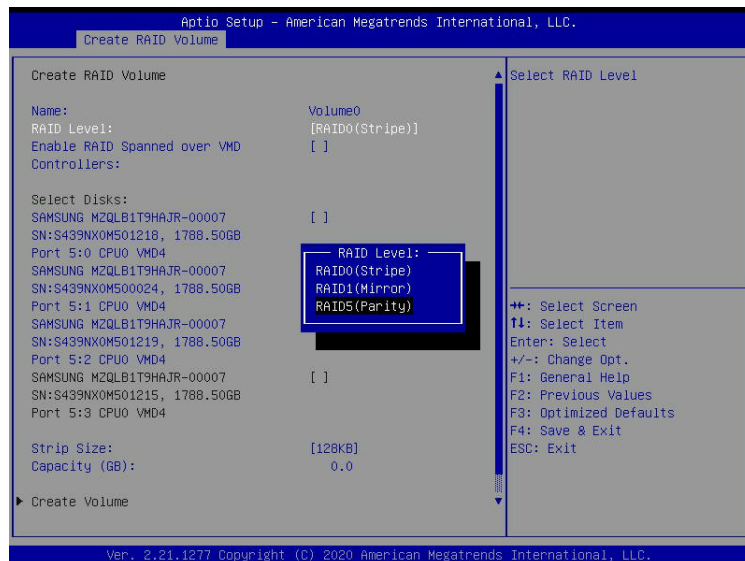 Aptio Setup – American Megatrends International, LLC.
Create RAID Volume
Create RAID Volume
Name: Volume0
RAID Level: [RAID0(Stripe)]
Enable RAID Spanned over VMD [ ]
Controllers:
Select Disks:
SAMSUNG MZQLB1T9HAJR-00007 [ ]
SN:S439NX0M501218, 1788.50GB
Port 5:0 CPU0 VMD4
SAMSUNG MZQLB1T9HAJR-00007
SN:S439NX0M500024, 1788.50GB
Port 5:1 CPU0 VMD4
SAMSUNG MZQLB1T9HAJR-00007
SN:S439NX0M501219, 1788.50GB
Port 5:2 CPU0 VMD4
SAMSUNG MZQLB1T9HAJR-00007 [ ]
SN:S439NX0M501215, 1788.50GB
Port 5:3 CPU0 VMD4
Strip Size: [128KB]
Capacity (GB): 0.0
Create Volume
RAID Level:
RAID0(Stripe)
RAID1(Mirror)
RAID5(Parity)
Select RAID Level
→←: Select Screen
↑↓: Select Item
Enter: Select
+/-: Change Opt.
F1: General Help
F2: Previous Values
F3: Optimized Defaults
F4: Save & Exit
ESC: Exit
Ver. 2.21.1277 Copyright (C) 2020 American Megatrends International, LLC.